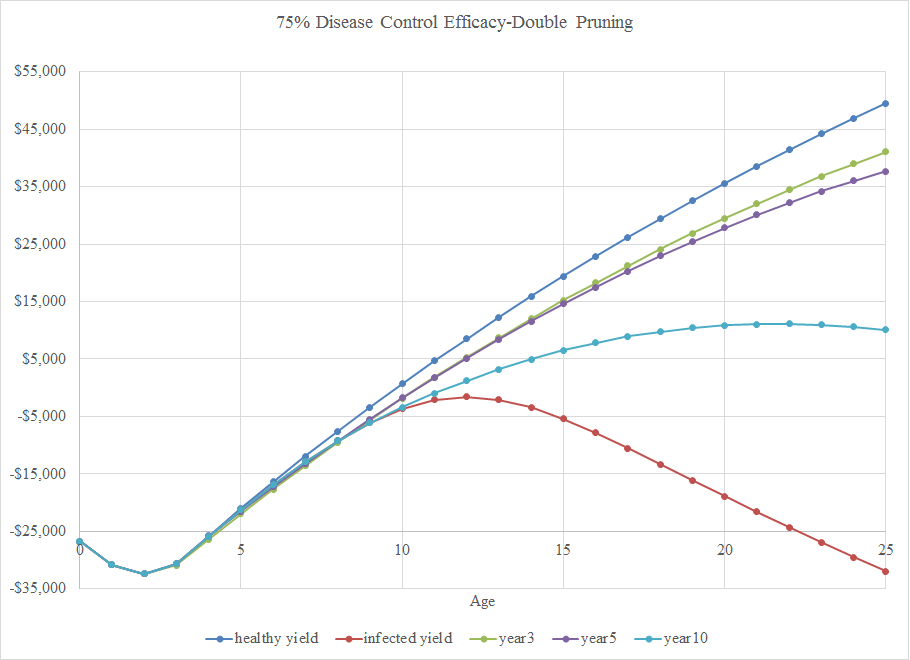 75% Disease Control Efficacy-Double Pruning
$55,000
$45,000
$35,000
$25,000
$15,000
$5,000
-$5,000
-$15,000
-$25,000
0 5 10 15 20 25
-$35,000
Age
healthy yield infected yield year3 year5 year10